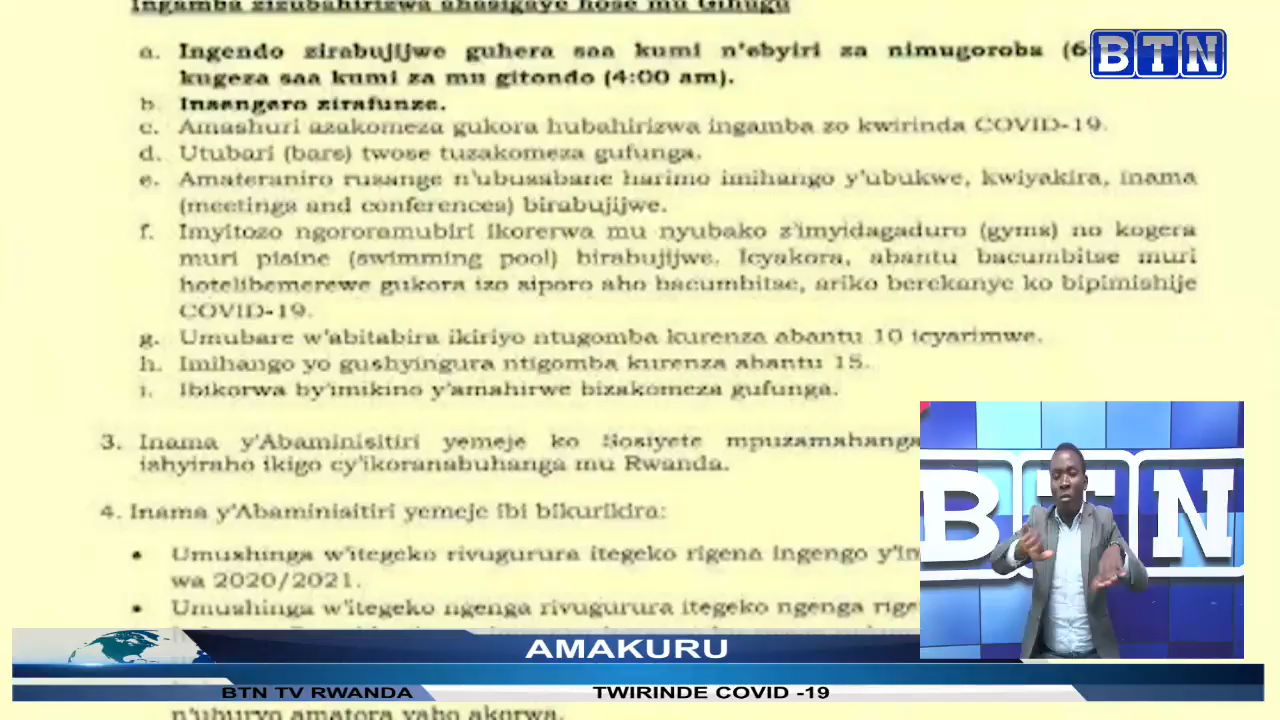 Ingamba zizubahirizwa ahasigaye hose mu Gihugu
a. Ingendo zirabujijwe guhera saa kumi n'ebyiri za nimugoroba (6
kugeza saa kumi za mu gitondo (4:00 am).
b. Insengero zirafunze.
c. Amashuri azakomeza gukora hubahirizwa ingamba zo kwirinda COVID-19.
d. Utubari (bars) twose tuzakomeza gufunga.
e. Amateraniro rusange n'ubusabane harimo imihango y'ubukwe, kwiyakira, inama
(meetings and conferences) birabujijwe.
f. Imyitozo ngororamubiri ikorerwa mu nyubako z'imyidagaduro (gyms) no kogera
muri pisine (swimming pool) birabujijwe. Icyakora, abantu bacumbitse muri
hotelibemerewe gukora izo siporo aho bacumbitse, ariko berekanye ko bipimishije
COVID-19.
g. Umubare w'abitabira ikiriyo ntugomba kurenza abantu 10 icyarimwe.
h. Imihango yo gushyingura ntigomba kurenza abantu 15.
i. Ibikorwa by'imikino y'amahirwe bizakomeza gufunga.
3. Inama y'Abaminisitiri yemeje ko Sosiyete mpuzamahanga
ishyiraho ikigo cy'ikoranabuhanga mu Rwanda.
4. Inama y'Abaminisitiri yemeje ibi bikurikira:
• Umushinga w'itegeko rivugurura itegeko rigena ingengo y'im
wa 2020/2021.
• Umushinga w'itegeko ngenga rivugurura itegeko ngenga rige
n'uburyo amatora yabo akorwa.
BTN
BTN
AMAKURU
BTN TV RWANDA
TWIRINDE COVID -19